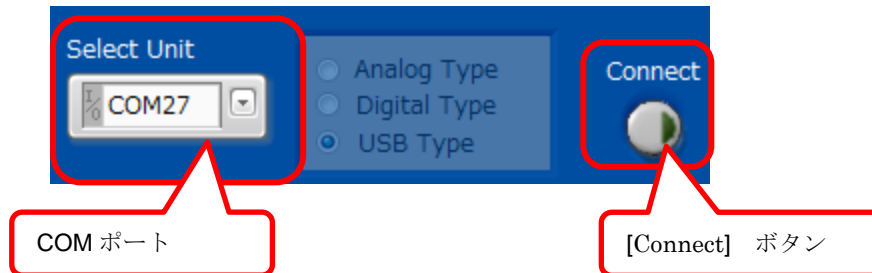 Select Unit
I/O COM27
Analog Type
Digital Type
USB Type
Connect
COM ポート
[Connect] ボタン